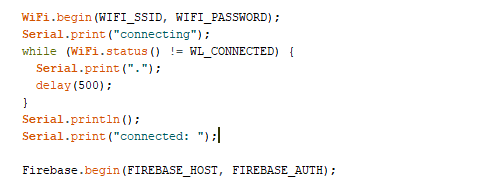 WiFi.begin(WIFI_SSID, WIFI_PASSWORD);
Serial.print("connecting");
while (WiFi.status() != WL_CONNECTED) {
  Serial.print(".");
  delay(500);
}
Serial.println();
Serial.print("connected: ");

Firebase.begin(FIREBASE_HOST, FIREBASE_AUTH);